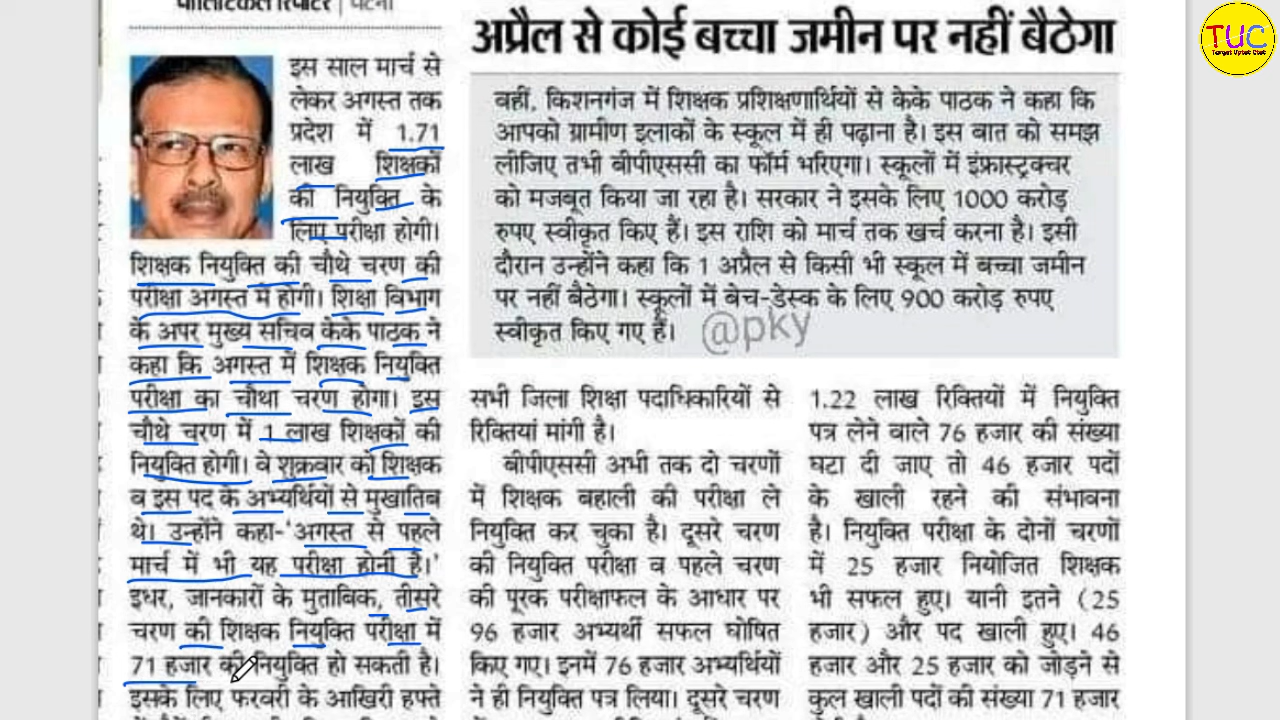 पॉलिटिकल रिपोर्टर | पटना
इस साल मार्च से
लेकर अगस्त तक
प्रदेश में 1.71
लाख शिक्षकों
की नियुक्ति के
लिए परीक्षा होगी।
शिक्षक नियुक्ति की चौथे चरण की
परीक्षा अगस्त में होगी। शिक्षा विभाग
के अपर मुख्य सचिव केके पाठक ने
कहा कि अगस्त में शिक्षक नियुक्ति
परीक्षा का चौथा चरण होगा। इस
चौथे चरण में 1 लाख शिक्षकों की
नियुक्ति होगी। वे शुक्रवार को शिक्षक
व इस पद के अभ्यर्थियों से मुखातिब
थे। उन्होंने कहा-'अगस्त से पहले
मार्च में भी यह परीक्षा होनी है।'
इधर, जानकारों के मुताबिक, तीसरे
चरण की शिक्षक नियुक्ति परीक्षा में
71 हजार की नियुक्ति हो सकती है।
इसके लिए फरवरी के आखिरी हफ्ते
अप्रैल से कोई बच्चा जमीन पर नहीं बैठेगा
वहीं, किशनगंज में शिक्षक प्रशिक्षणार्थियों से केके पाठक ने कहा कि
आपको ग्रामीण इलाकों के स्कूल में ही पढ़ाना है। इस बात को समझ
लीजिए तभी बीपीएससी का फॉर्म भरिएगा। स्कूलों में इंफ्रास्ट्रक्चर
को मजबूत किया जा रहा है। सरकार ने इसके लिए 1000 करोड़
रुपए स्वीकृत किए हैं। इस राशि को मार्च तक खर्च करना है। इसी
दौरान उन्होंने कहा कि 1 अप्रैल से किसी भी स्कूल में बच्चा जमीन
पर नहीं बैठेगा। स्कूलों में बेंच-डेस्क के लिए 900 करोड़ रुपए
स्वीकृत किए गए हैं।
@pky
सभी जिला शिक्षा पदाधिकारियों से
रिक्तियां मांगी है।
बीपीएससी अभी तक दो चरणों
में शिक्षक बहाली की परीक्षा ले
नियुक्ति कर चुका है। दूसरे चरण
की नियुक्ति परीक्षा व पहले चरण
की पूरक परीक्षाफल के आधार पर
96 हजार अभ्यर्थी सफल घोषित
किए गए। इनमें 76 हजार अभ्यर्थियों
ने ही नियुक्ति पत्र लिया। दूसरे चरण
1.22 लाख रिक्तियों में नियुक्ति
पत्र लेने वाले 76 हजार की संख्या
घटा दी जाए तो 46 हजार पदों
के खाली रहने की संभावना
है। नियुक्ति परीक्षा के दोनों चरणों
में 25 हजार नियोजित शिक्षक
भी सफल हुए। यानी इतने (25
हजार) और पद खाली हुए। 46
हजार और 25 हजार को जोड़ने से
कुल खाली पदों की संख्या 71 हजार
TUC
Target Uptet Ctet